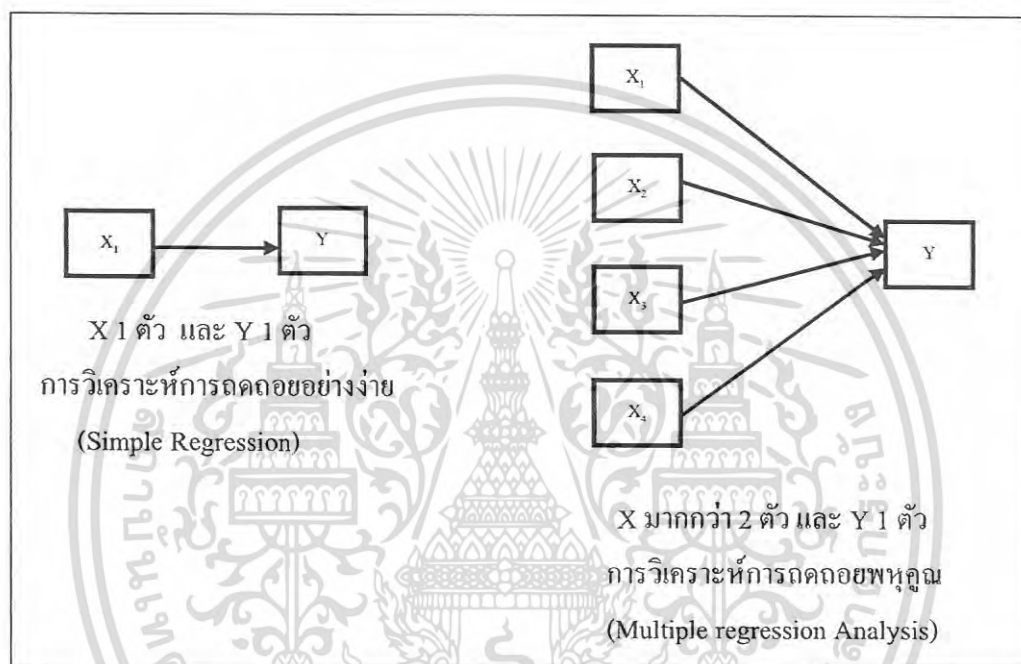 X₁
Y
X 1 ตัว และ Y 1 ตัว
การวิเคราะห์การถดถอยอย่างง่าย
(Simple Regression)
X₁
X₂
X₃
X₄
Y
X มากกว่า 2 ตัว และ Y 1 ตัว
การวิเคราะห์การถดถอยพหุคูณ
(Multiple regression Analysis)